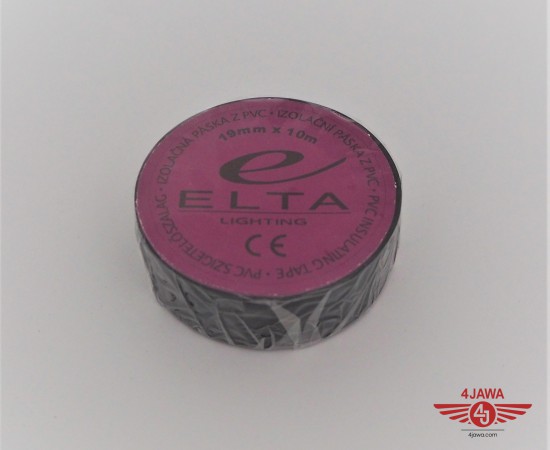 IZOLAČNÁ PÁSKA Z PVC • IZOLAČNÍ PÁSKA Z PVC • PVC INSULATING TAPE • PVC SZIGETELŐSZALAG •
19mm x 10m
e
ELTA
LIGHTING
CE
4JAWA
4J
4jawa.com